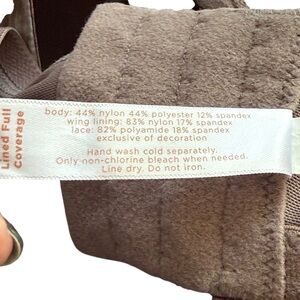 Lined Full
Coverage
body: 44% nylon 44% polyester 12% spandex
wing lining: 83% nylon 17% spandex
lace: 82% polyamide 18% spandex
exclusive of decoration
Hand wash cold separately.
Only non-chlorine bleach when needed.
Line dry. Do not iron.